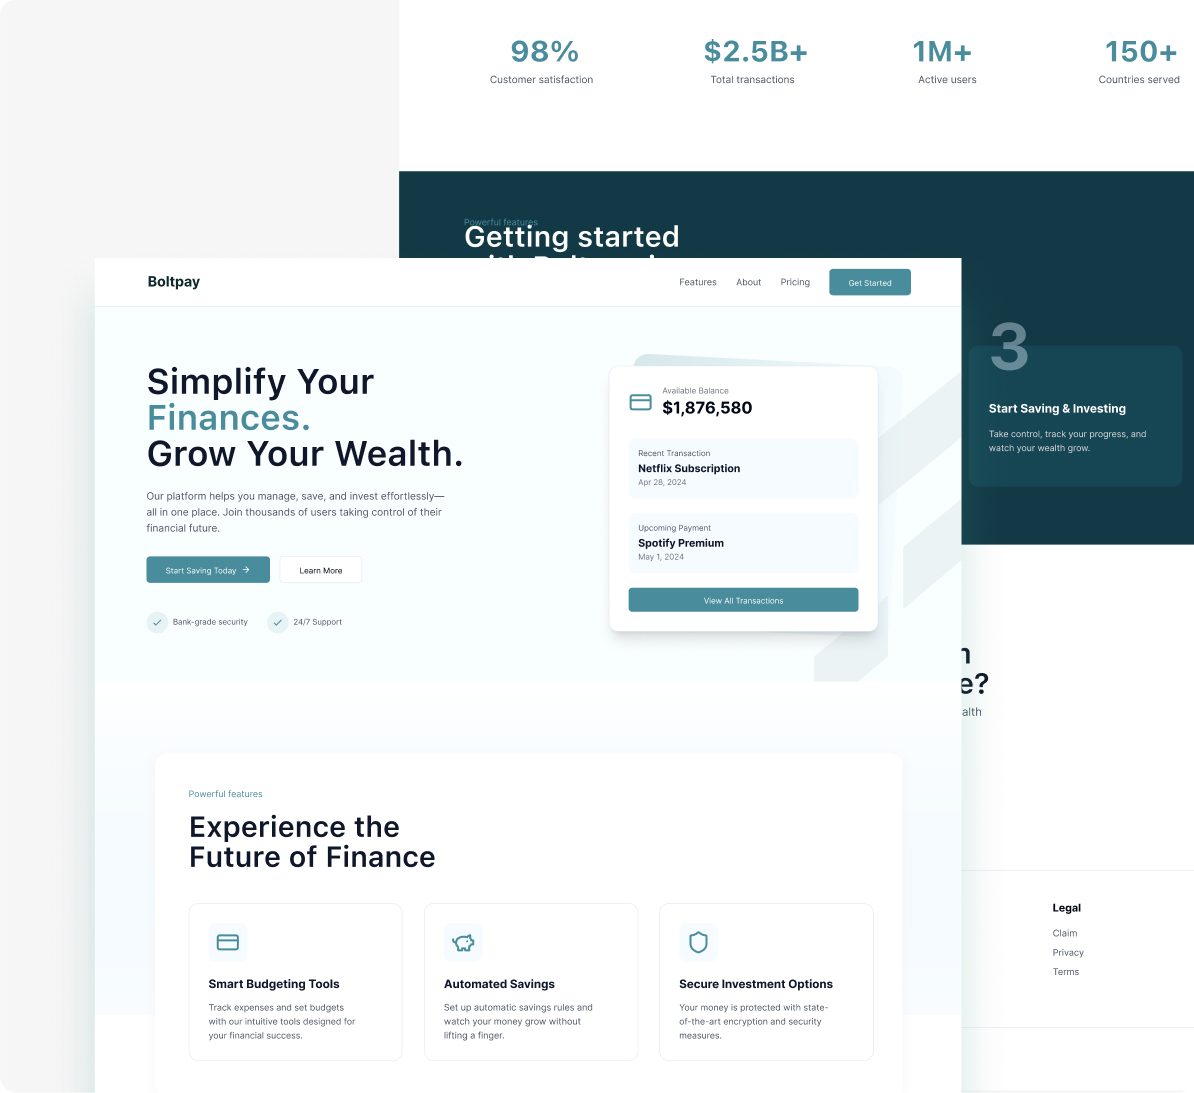 98%
$2.5B+
1M+
150+
Customer satisfaction
Total transactions
Active users
Countries served
Powerful features
Getting started
Boltpay
Features
About
Pricing
Get Started
Simplify Your
Finances.
Grow Your Wealth.
Our platform helps you manage, save, and invest effortlessly—
all in one place. Join thousands of users taking control of their
financial future.
Start Saving Today
Learn More
Bank-grade security
24/7 Support
Available Balance
$1,876,580
Recent Transaction
Netflix Subscription
Apr 28, 2024
Upcoming Payment
Spotify Premium
May 1, 2024
View All Transactions
3
Start Saving & Investing
Take control, track your progress, and
watch your wealth grow.
e?
alth
Powerful features
Experience the
Future of Finance
Smart Budgeting Tools
Track expenses and set budgets
with our intuitive tools designed for
your financial success.
Automated Savings
Set up automatic savings rules and
watch your money grow without
lifting a finger.
Secure Investment Options
Your money is protected with state-
of-the-art encryption and security
measures.
Legal
Claim
Privacy
Terms